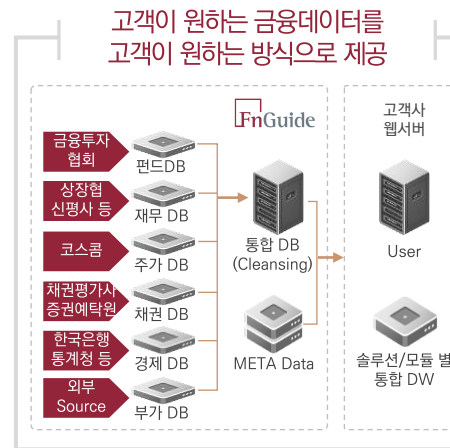 고객이 원하는 금융데이터를
고객이 원하는 방식으로 제공
FnGuide
고객사
웹서버
금융투자
협회
펀드DB
상장협
신평사 등
재무 DB
코스콤
주가 DB
채권평가사
증권예탁원
채권 DB
한국은행
통계청 등
경제 DB
외부
Source
부가 DB
통합 DB
(Cleansing)
META Data
User
솔루션/모듈 별
통합 DW